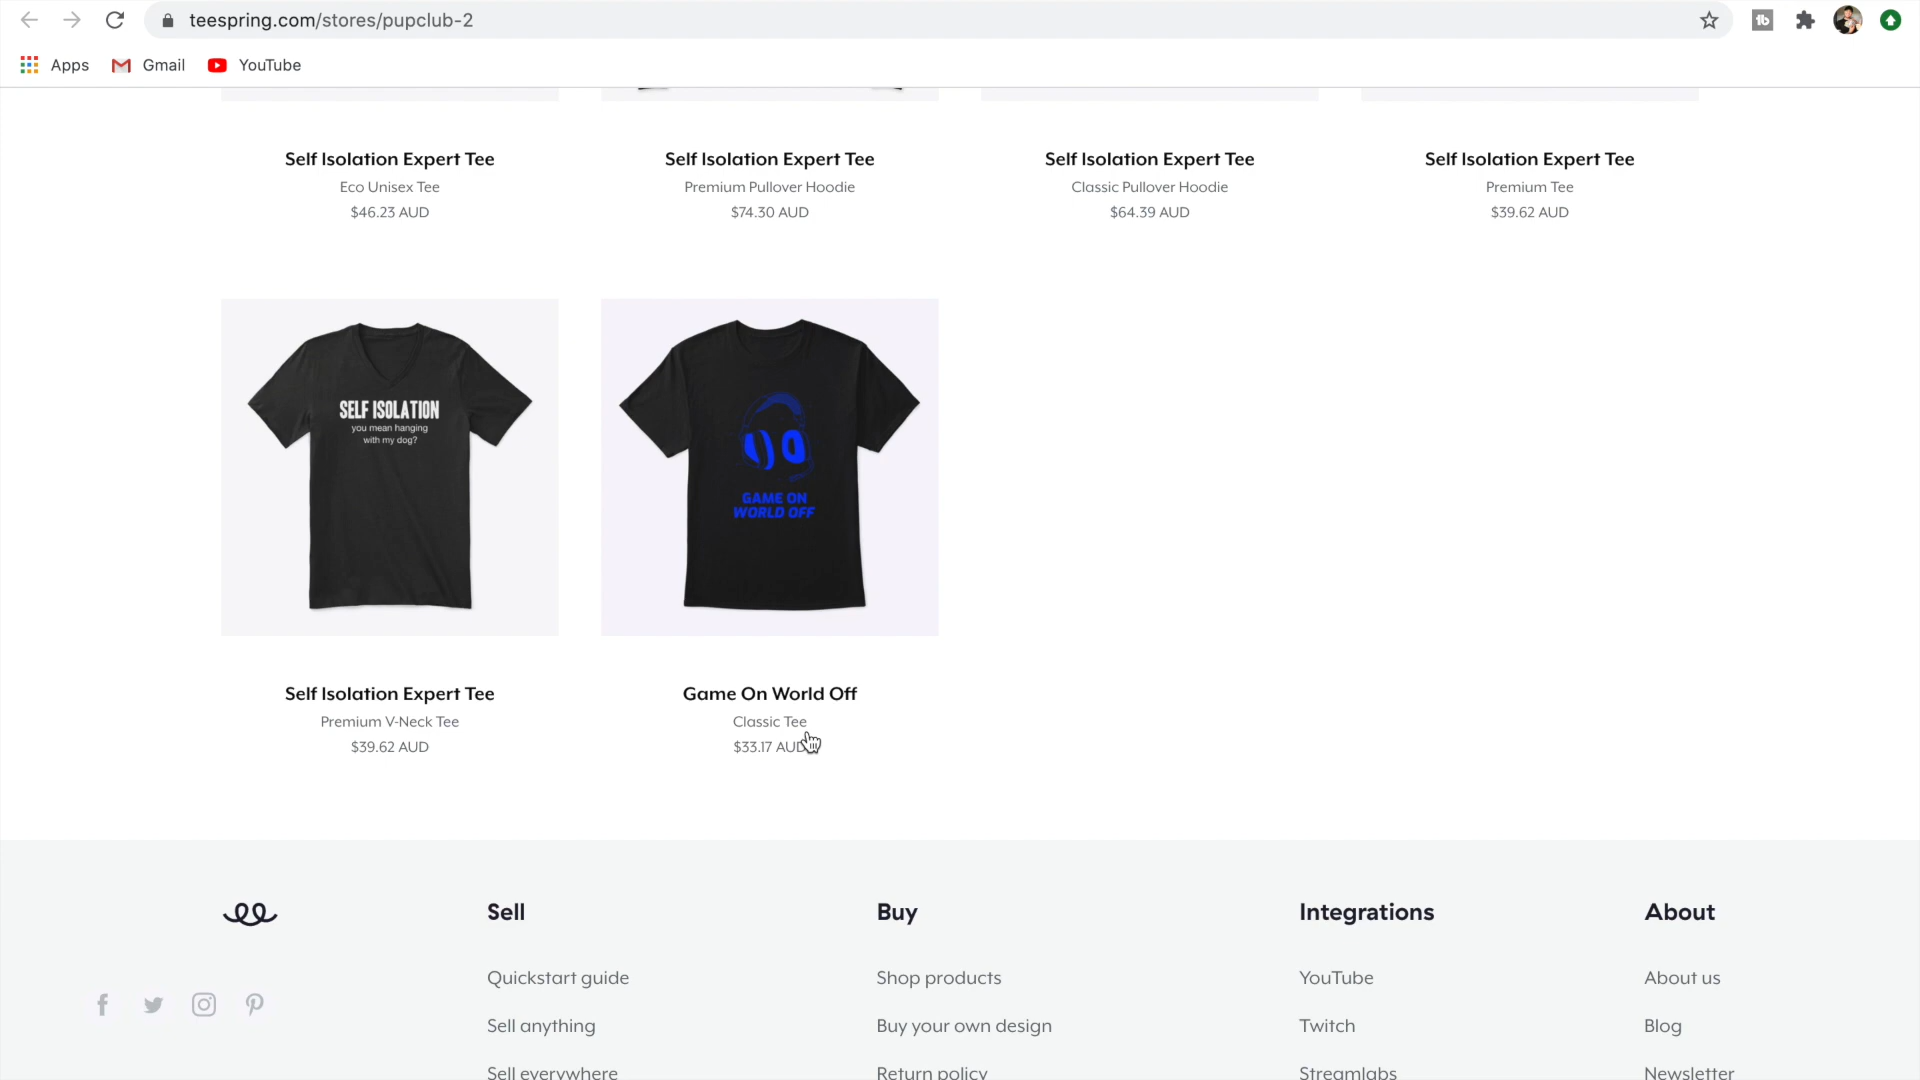 teespring.com/stores/pupclub-2
Apps
Gmail
YouTube
Self Isolation Expert Tee
Eco Unisex Tee
$46.23 AUD
Self Isolation Expert Tee
Premium Pullover Hoodie
$74.30 AUD
Self Isolation Expert Tee
Classic Pullover Hoodie
$64.39 AUD
Self Isolation Expert Tee
Premium Tee
$39.62 AUD
SELF ISOLATION
you mean hanging
with my dog?
GAME ON
WORLD OFF
Self Isolation Expert Tee
Premium V-Neck Tee
$39.62 AUD
Game On World Off
Classic Tee
$33.17 AUD
Sell
Quickstart guide
Sell anything
Sell everywhere
Buy
Shop products
Buy your own design
Return policy
Integrations
YouTube
Twitch
Streamlabs
About
About us
Blog
Newsletter